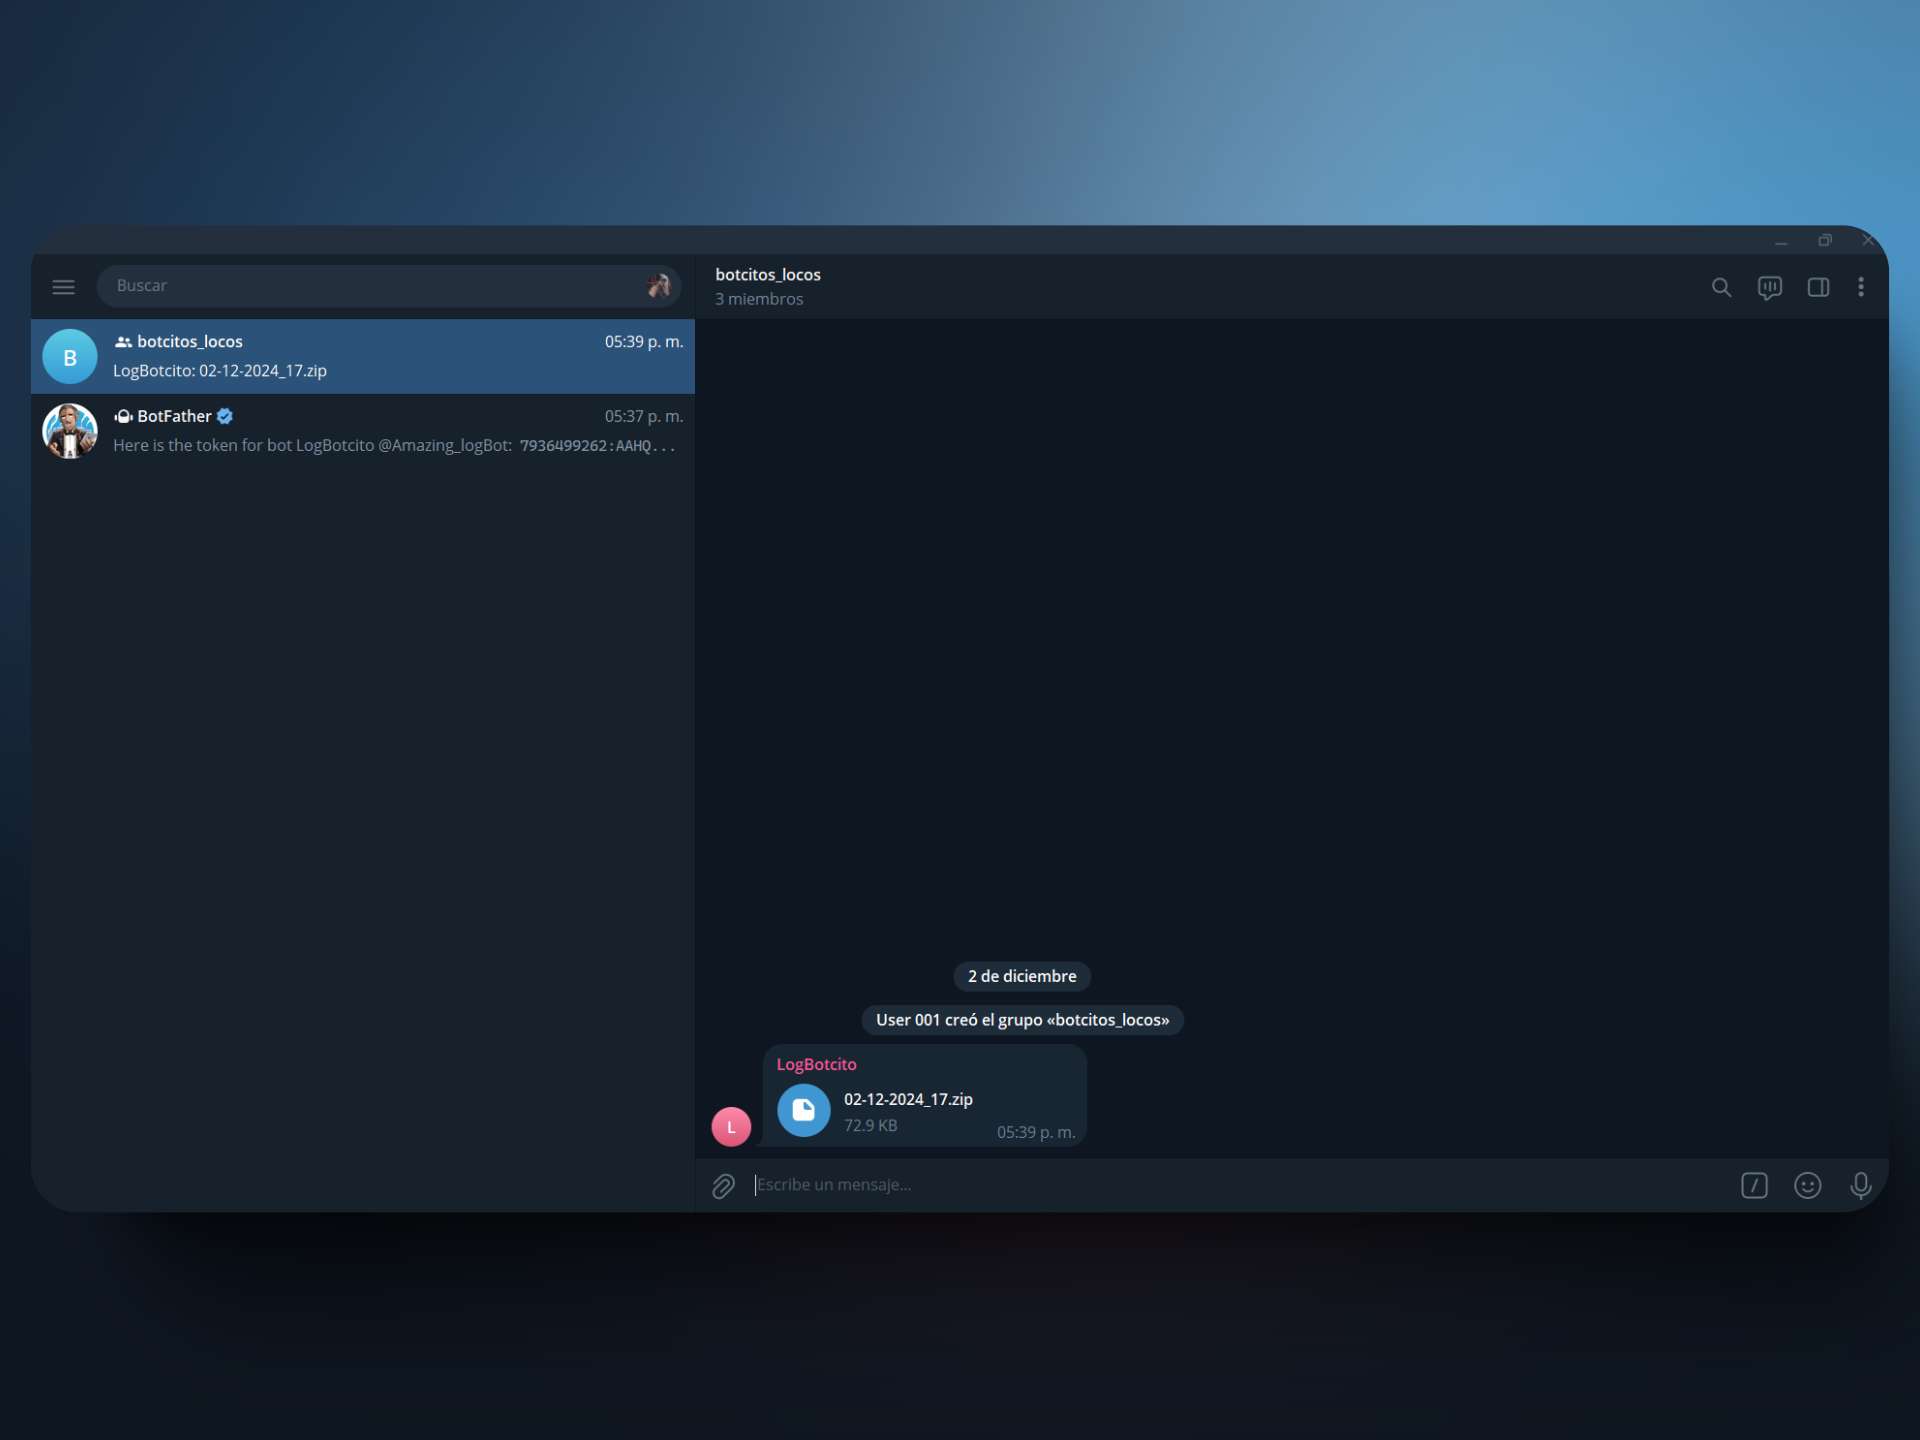 Buscar
botcitos_locos
05:39 p. m.
LogBotcito: 02-12-2024_17.zip
BotFather
05:37 p. m.
Here is the token for bot LogBotcito @Amazing_logBot: 7936499262:AAHQ...
B
botcitos_locos
3 miembros
2 de diciembre
User 001 creó el grupo «botcitos_locos»
LogBotcito
02-12-2024_17.zip
72.9 KB
05:39 p. m.
L
Escribe un mensaje...